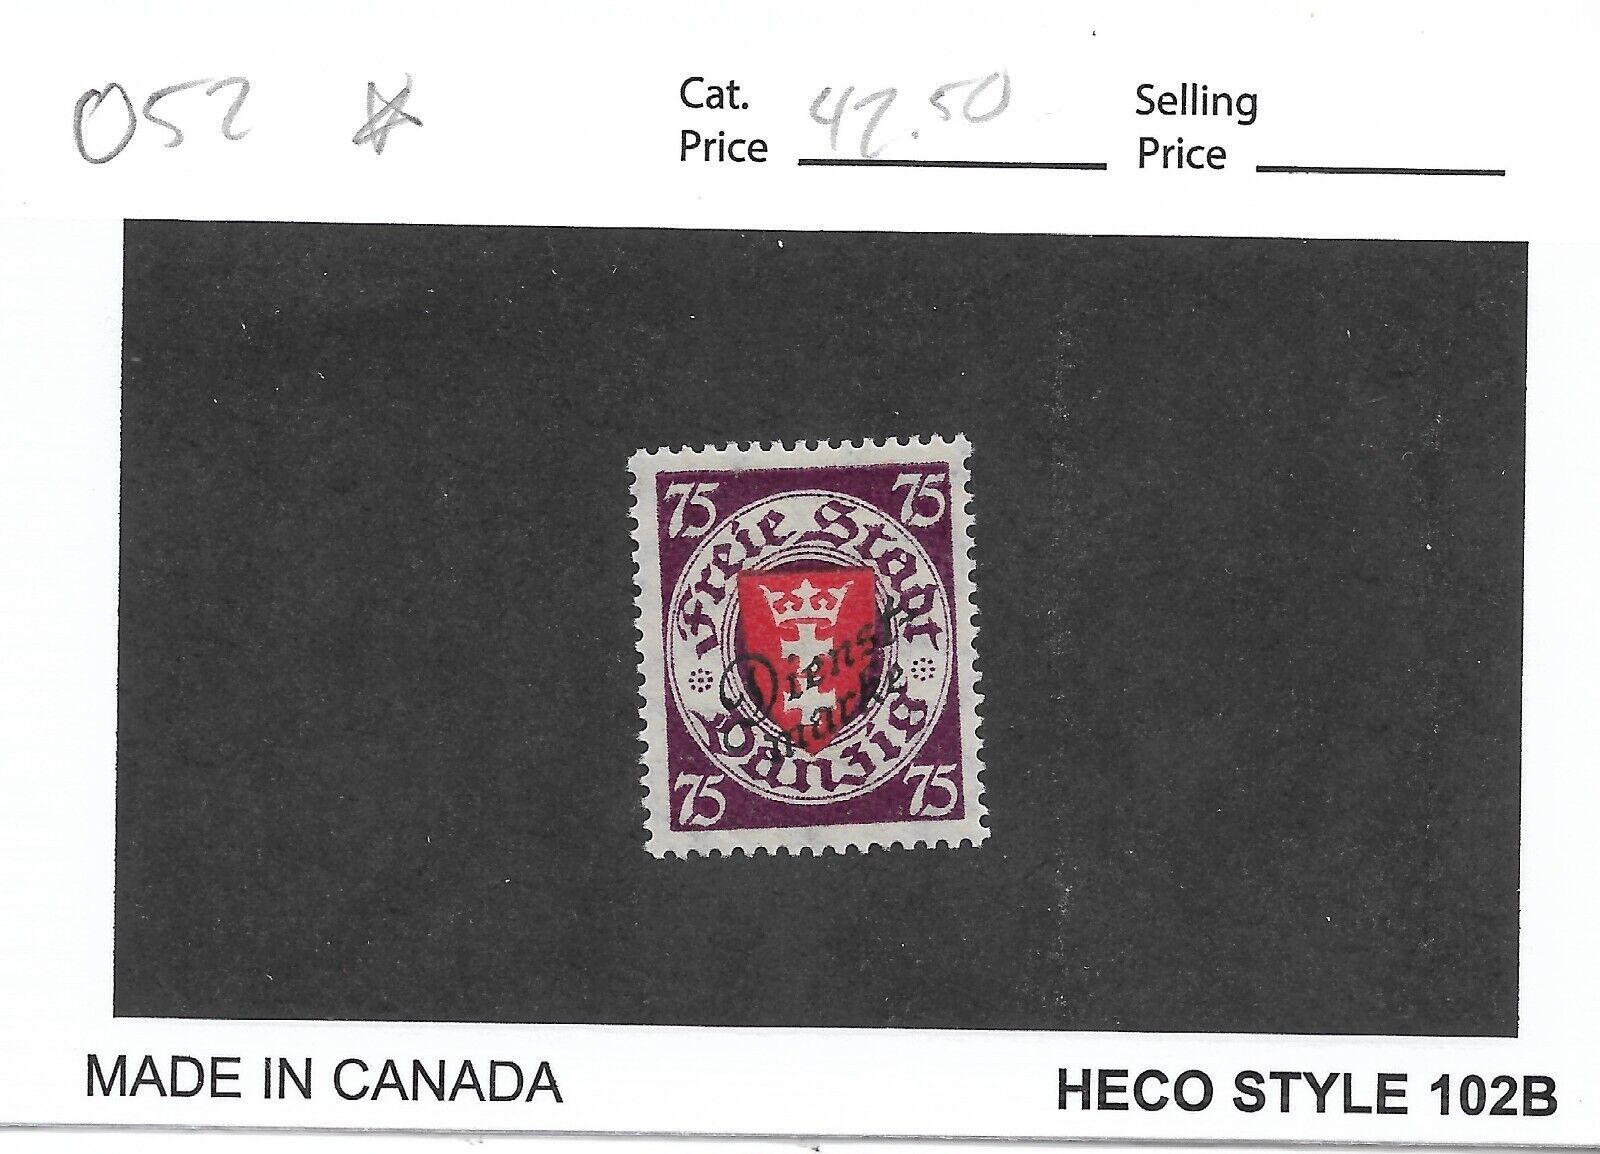 052 ☆
Cat. Price 42.50
Selling Price
75 75
Freie Stadt
Dienst
marke
Danzig
75 75
MADE IN CANADA
HECO STYLE 102B